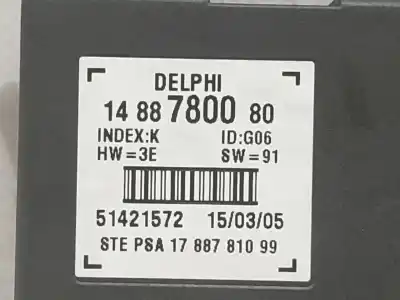 DELPHI
14 88 7800 80
INDEX:K ID:G06
HW=3E SW=91
51421572 15/03/05
STE PSA 17 887 810 99